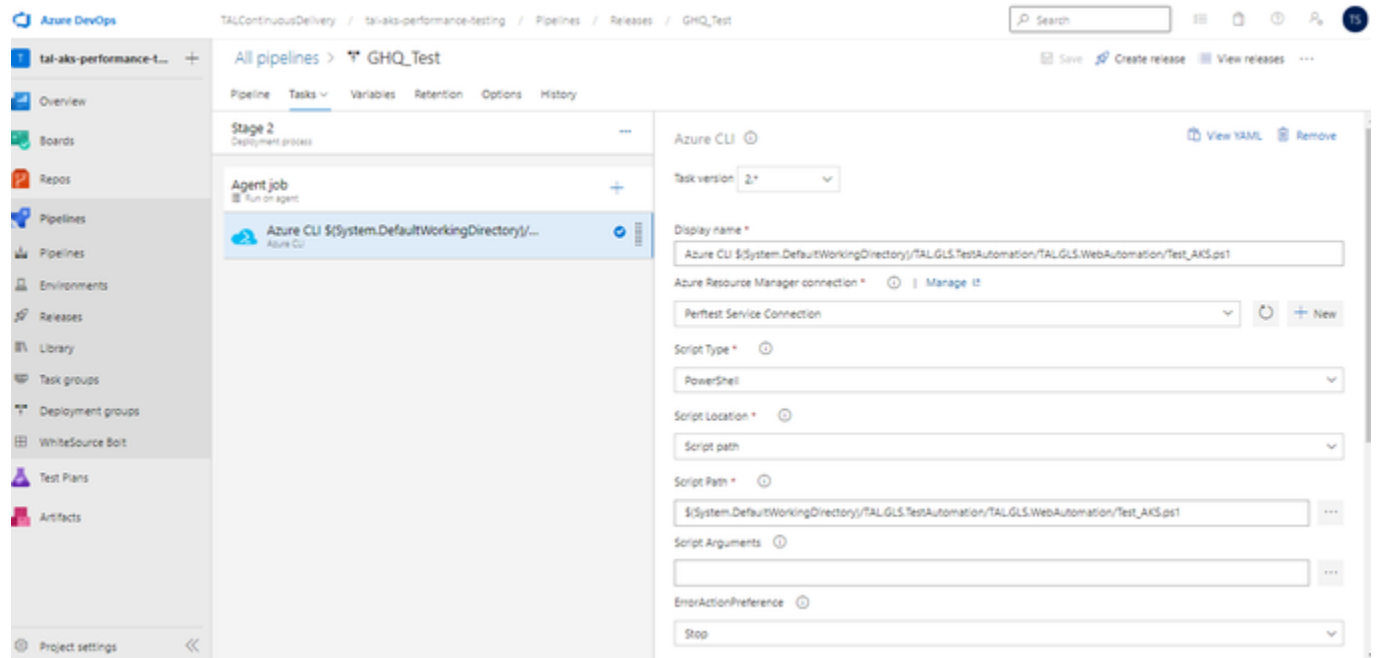 Azure DevOps
TALContinuousDelivery / tal-aks-performance-testing / Pipelines / Releases / GHQ_Test
Search
TS
T
tal-aks-performance-t...
All pipelines > GHQ_Test
Save
Create release
View releases
Overview
Boards
Repos
Pipelines
Pipelines
Environments
Releases
Library
Task groups
Deployment groups
WhiteSource Bolt
Test Plans
Artifacts
Project settings
Pipeline Tasks Variables Retention Options History
Stage 2
Deployment process
Agent job
Run on agent
Azure CLI $(System.DefaultWorkingDirectory)/...
Azure CLI
Azure CLI
View YAML
Remove
Task version 2.*
Display name *
Azure CLI $(System.DefaultWorkingDirectory)/TAL.GLS.TestAutomation/TAL.GLS.WebAutomation/Test_AKS.ps1
Azure Resource Manager connection * | Manage
Perftest Service Connection
New
Script Type *
PowerShell
Script Location *
Script path
Script Path *
$(System.DefaultWorkingDirectory)/TAL.GLS.TestAutomation/TAL.GLS.WebAutomation/Test_AKS.ps1
Script Arguments
ErrorActionPreference
Stop